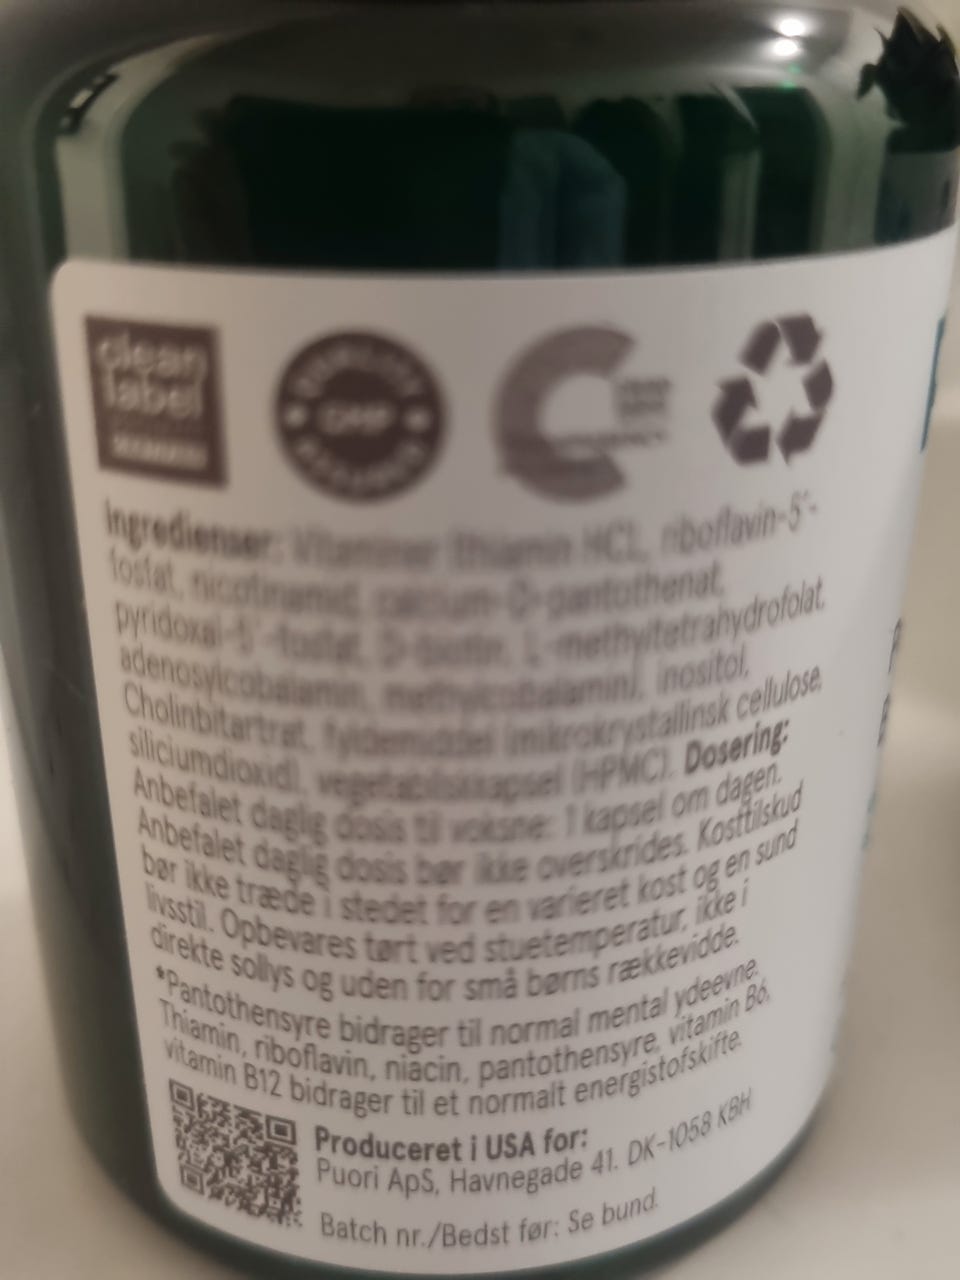 clean
label
GMP
Ingredienser: Vitaminer (thiamin HCl, riboflavin-5'-
fosfat, nicotinamid, calcium-D-pantothenat,
pyridoxal-5'-fosfat, D-biotin, L-methyltetrahydrofolat,
adenosylcobalamin, methylcobalamin), inositol,
Cholinbitartrat, fyldemiddel (mikrokrystallinsk cellulose,
siliciumdioxid), vegetabilskkapsel (HPMC). Dosering:
Anbefalet daglig dosis til voksne: 1 kapsel om dagen.
Anbefalet daglig dosis bør ikke overskrides. Kosttilskud
bør ikke træde i stedet for en varieret kost og en sund
livsstil. Opbevares tørt ved stuetemperatur, ikke i
direkte sollys og uden for små børns rækkevidde.
*Pantothensyre bidrager til normal mental ydeevne.
Thiamin, riboflavin, niacin, pantothensyre, vitamin B6,
vitamin B12 bidrager til et normalt energistofskifte.
Produceret i USA for:
Puori ApS, Havnegade 41. DK-1058 KBH
Batch nr./Bedst før: Se bund.